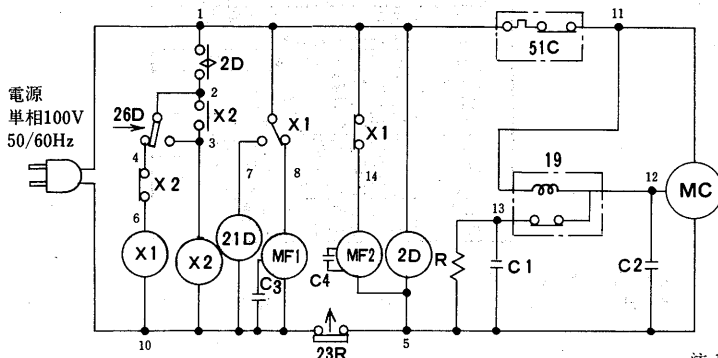 1
11
2D
51C
電源
単相100V
50/60Hz
26D
2
X2
3
X1
X1
4
X2
7
8
14
19
12
MC
13
6
X1
X2
21D
MF1
C3
MF2
C4
2D
R
C1
C2
10
23R
5